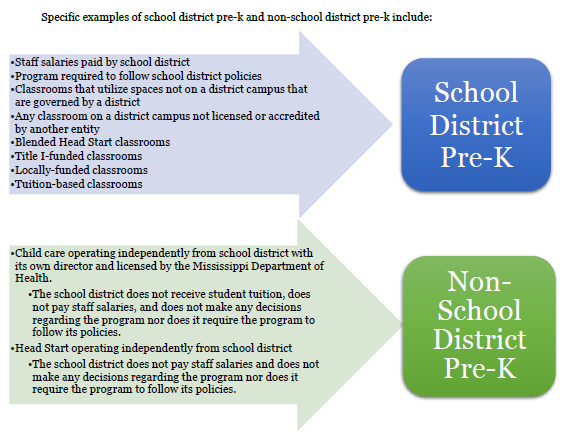 Specific examples of school district pre-k and non-school district pre-k include:
•Staff salaries paid by school district
•Program required to follow school district policies
•Classrooms that utilize spaces not on a district campus that
are governed by a district
•Any classroom on a district campus not licensed or accredited
by another entity
•Blended Head Start classrooms
•Title I-funded classrooms
•Locally-funded classrooms
•Tuition-based classrooms
School
District
Pre-K
•Child care operating independently from school district with
its own director and licensed by the Mississippi Department of
Health.
•The school district does not receive student tuition, does
not pay staff salaries, and does not make any decisions
regarding the program nor does it require the program to
follow its policies.
•Head Start operating independently from school district
•The school district does not pay staff salaries and does not
make any decisions regarding the program nor does it
require the program to follow its policies.
Non-
School
District
Pre-K